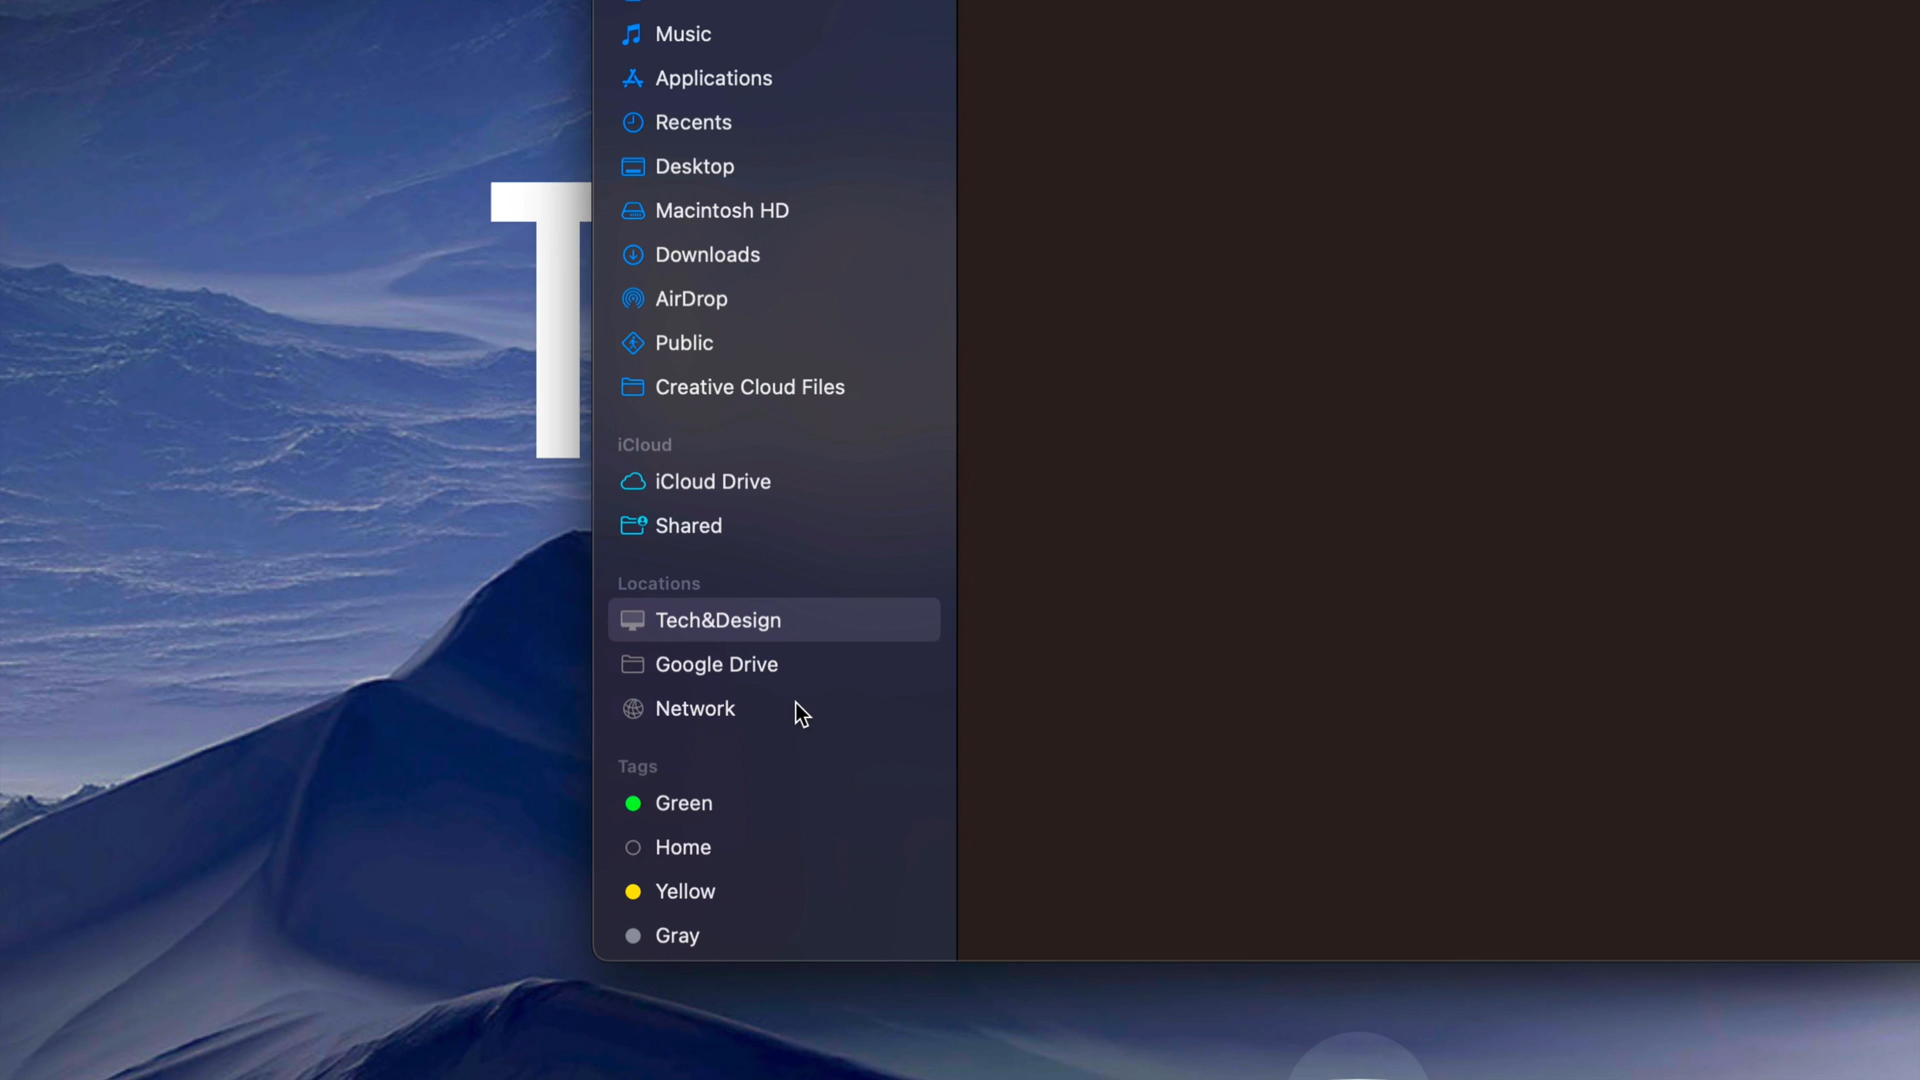 Music
Applications
Recents
Desktop
Macintosh HD
Downloads
AirDrop
Public
Creative Cloud Files
iCloud
iCloud Drive
Shared
Locations
Tech&Design
Google Drive
Network
Tags
Green
Home
Yellow
Gray
T